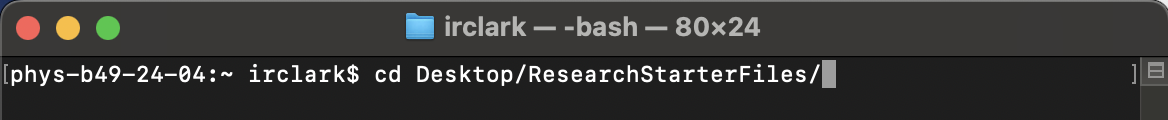 irclark — -bash — 80×24
[phys-b49-24-04:~ irclark$ cd Desktop/ResearchStarterFiles/ ]